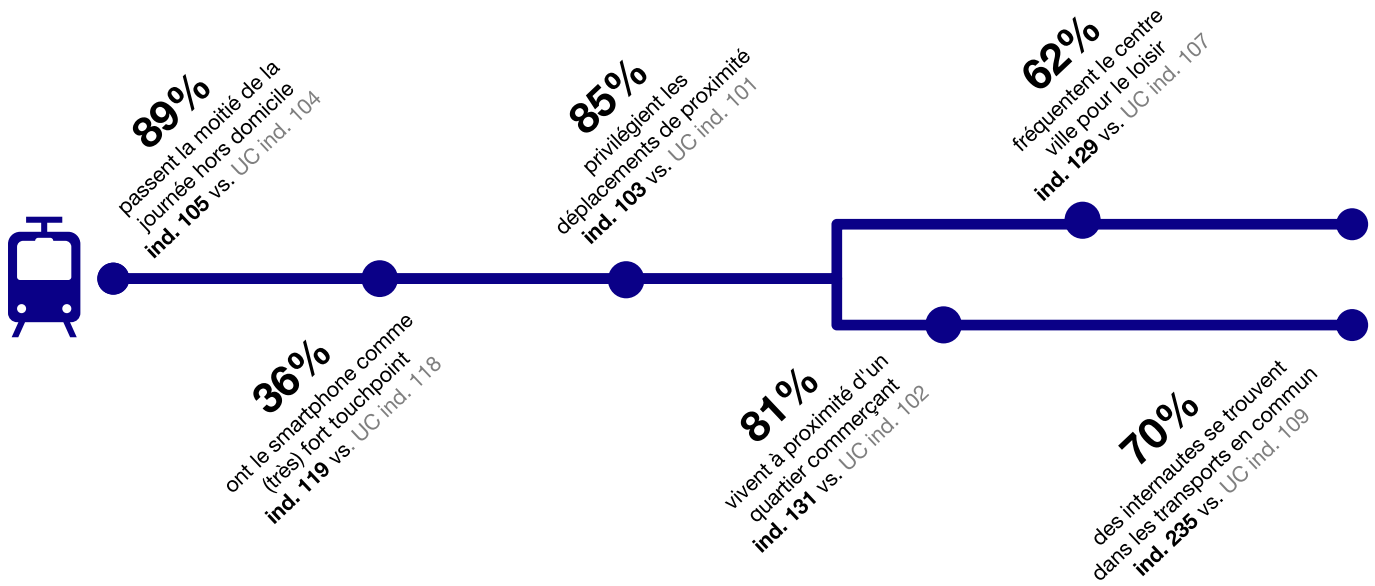 89%
passent la moitié de la
journée hors domicile
ind. 105 vs. UC ind. 104
36%
ont le smartphone comme
(très) fort touchpoint
ind. 119 vs. UC ind. 118
85%
privilégient les
déplacements de proximité
ind. 103 vs. UC ind. 101
81%
vivent à proximité d'un
quartier commerçant
ind. 131 vs. UC ind. 102
62%
fréquentent le centre
ville pour le loisir
ind. 129 vs. UC ind. 107
70%
des internautes se trouvent
dans les transports en commun
ind. 235 vs. UC ind. 109